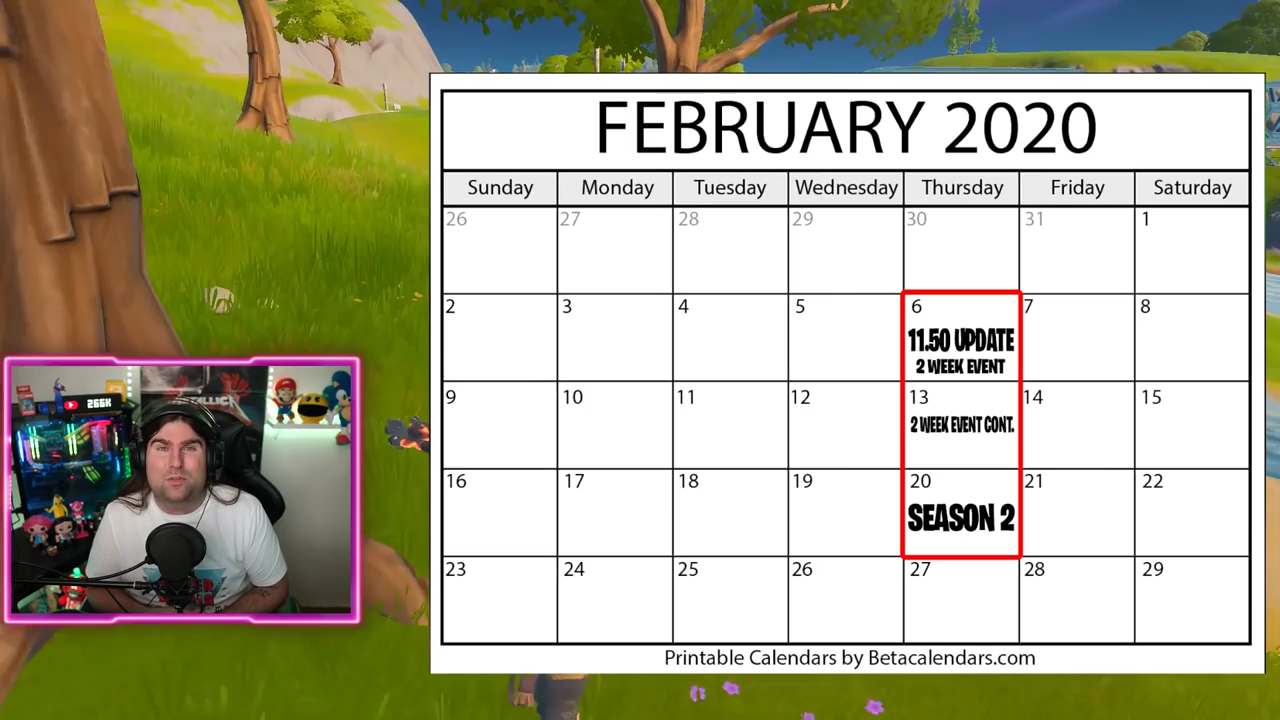 FEBRUARY 2020
Sunday Monday Tuesday Wednesday Thursday Friday Saturday
26 27 28 29 30 31 1
2 3 4 5 6 7 8
11.50 UPDATE
2 WEEK EVENT
9 10 11 12 13 14 15
2 WEEK EVENT CONT.
16 17 18 19 20 21 22
SEASON 2
23 24 25 26 27 28 29
Printable Calendars by Betacalendars.com
266K
METALLICA